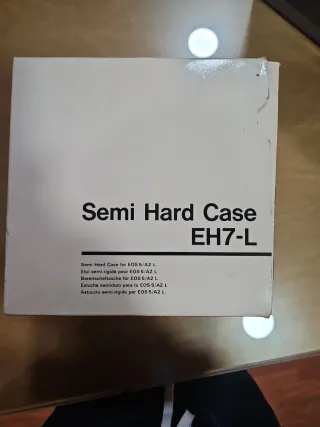 Semi Hard Case
EH7-L
Semi Hard Case for EOS 5/A2 L
Etui semi-rigide pour EOS 5/A2 L
Bereitschaftstasche für EOS 5/A2 L
Estuche semiduro para la EOS 5/A2 L
Astuccio semi-rigido per EOS 5/A2 L